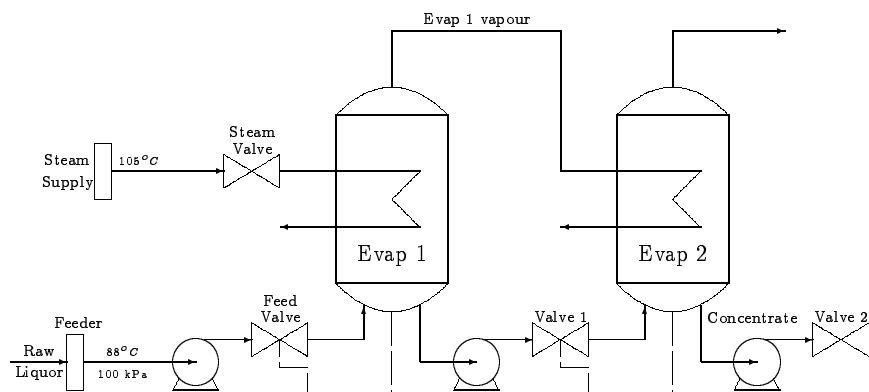 Evap 1 vapour
Steam
Valve
Steam
Supply
105°C
Evap 1
Evap 2
Feed
Valve
Feeder
Valve 1
Concentrate
Valve 2
Raw
Liquor
88°C
100 kPa